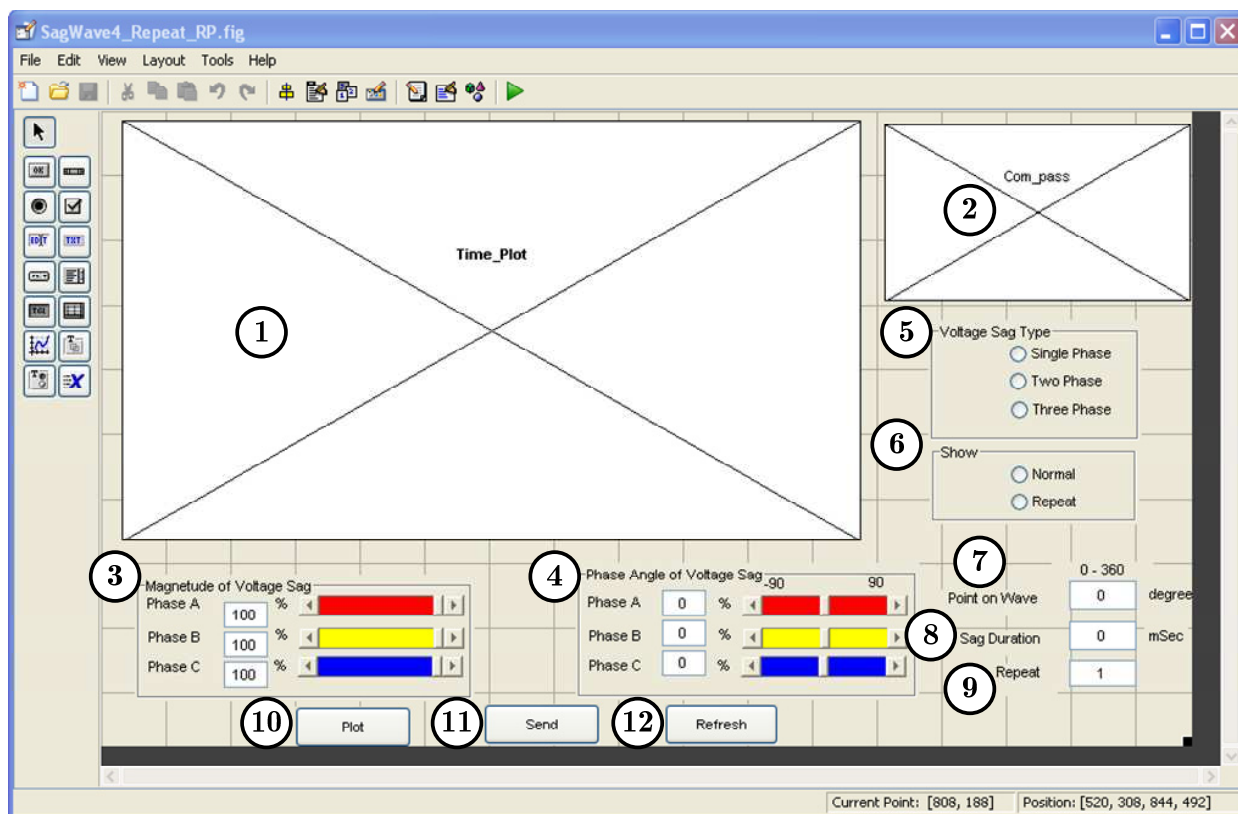 SagWave4_Repeat_RP.fig
File Edit View Layout Tools Help
OK
EDIT TXT
TGL
Time_Plot
1
Com_pass
2
5
Voltage Sag Type
Single Phase
Two Phase
Three Phase
6
Show
Normal
Repeat
3
Magnetude of Voltage Sag
Phase A 100 %
Phase B 100 %
Phase C 100 %
4
Phase Angle of Voltage Sag -90 90
Phase A 0 %
Phase B 0 %
Phase C 0 %
7
0 - 360
Point on Wave 0 degree
8
Sag Duration 0 mSec
9
Repeat 1
10 Plot 11 Send 12 Refresh
Current Point: [808, 188] Position: [520, 308, 844, 492]